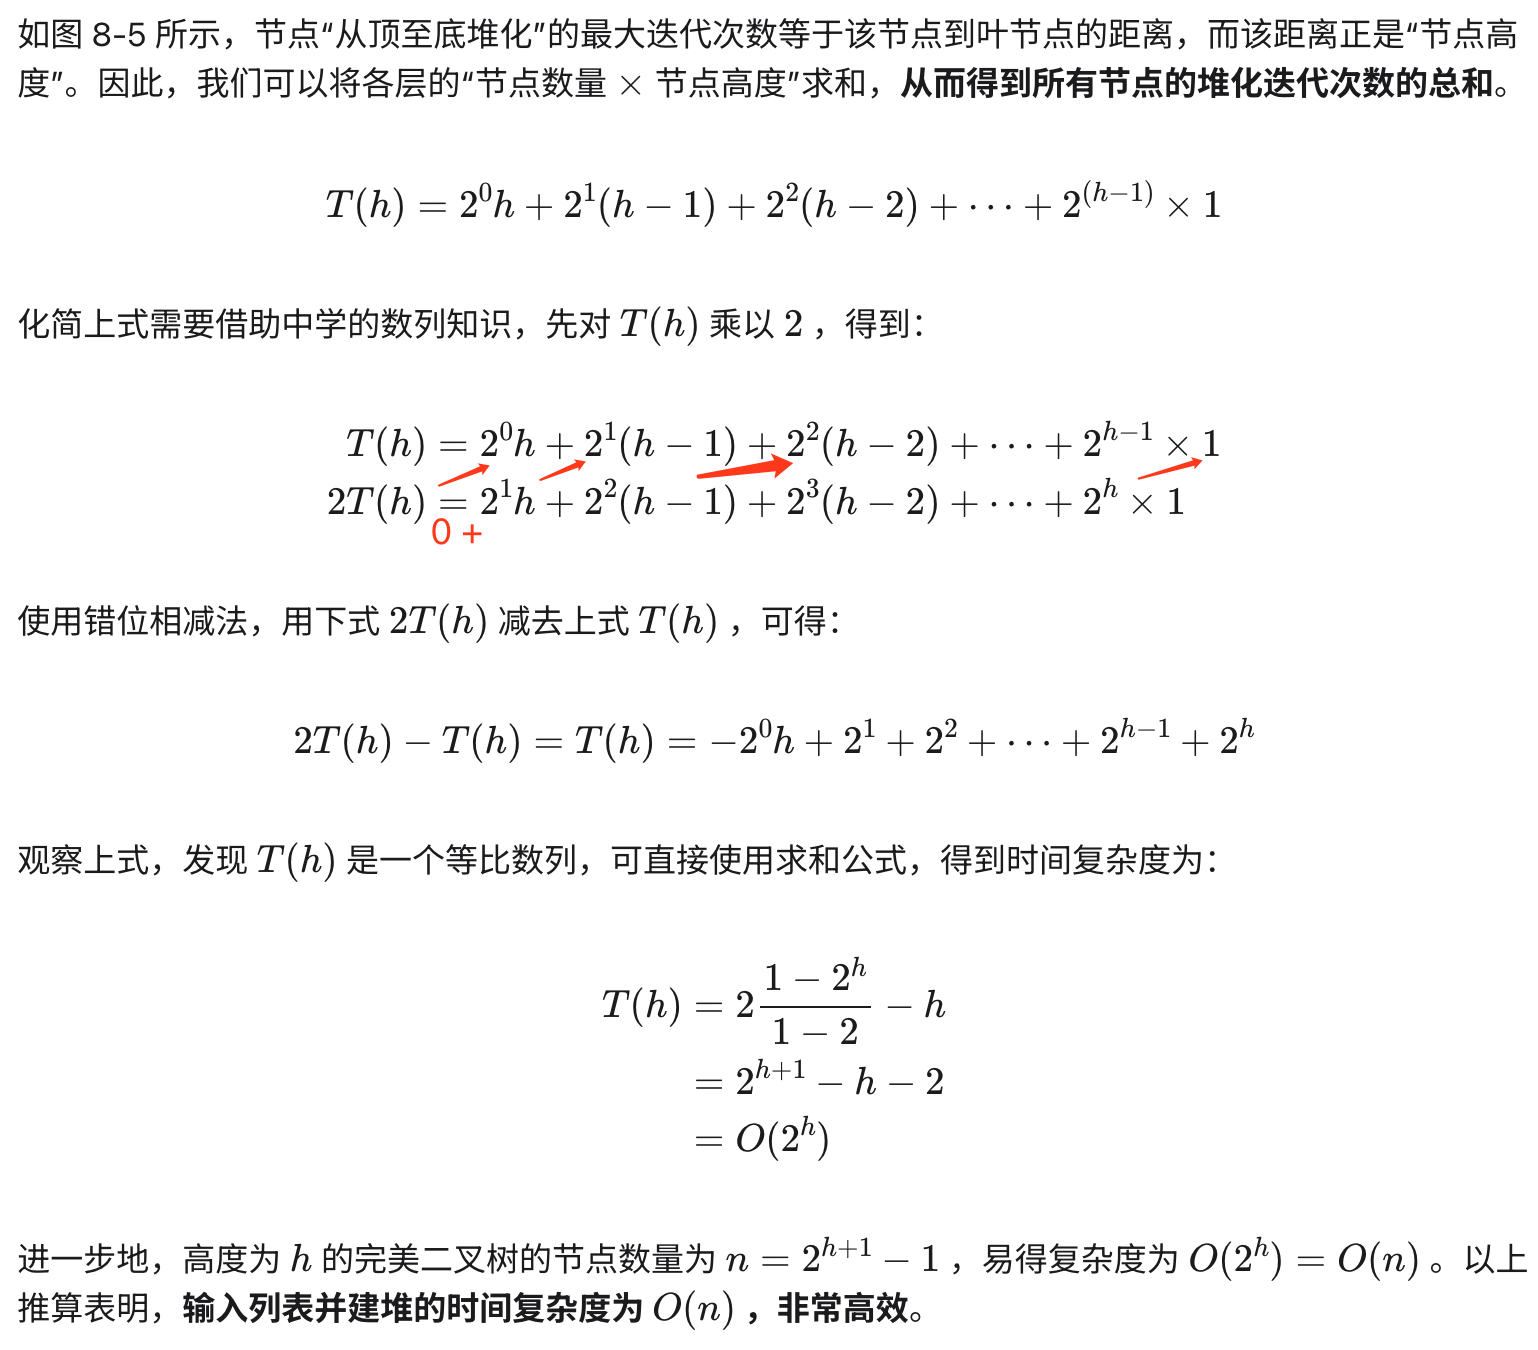 如图 8-5 所示，节点“从顶至底堆化”的最大迭代次数等于该节点到叶节点的距离，而该距离正是“节点高
度”。因此，我们可以将各层的“节点数量 × 节点高度”求和，从而得到所有节点的堆化迭代次数的总和。
T(h) = 2^0h + 2^1(h − 1) + 2^2(h − 2) + ··· + 2^(h−1) × 1
化简上式需要借助中学的数列知识，先对 T(h) 乘以 2 ，得到：
T(h) = 2^0h + 2^1(h − 1) + 2^2(h − 2) + ··· + 2^{h−1} × 1
2T(h) = 2^1h + 2^2(h − 1) + 2^3(h − 2) + ··· + 2^h × 1
0 +
使用错位相减法，用下式 2T(h) 减去上式 T(h) ，可得：
2T(h) − T(h) = T(h) = −2^0h + 2^1 + 2^2 + ··· + 2^{h−1} + 2^h
观察上式，发现 T(h) 是一个等比数列，可直接使用求和公式，得到时间复杂度为：
T(h) = 2 \frac{1 − 2^h}{1 − 2} − h
= 2^{h+1} − h − 2
= O(2^h)
进一步地，高度为 h 的完美二叉树的节点数量为 n = 2^{h+1} − 1 ，易得复杂度为 O(2^h) = O(n) 。以上
推算表明，输入列表并建堆的时间复杂度为 O(n) ，非常高效。